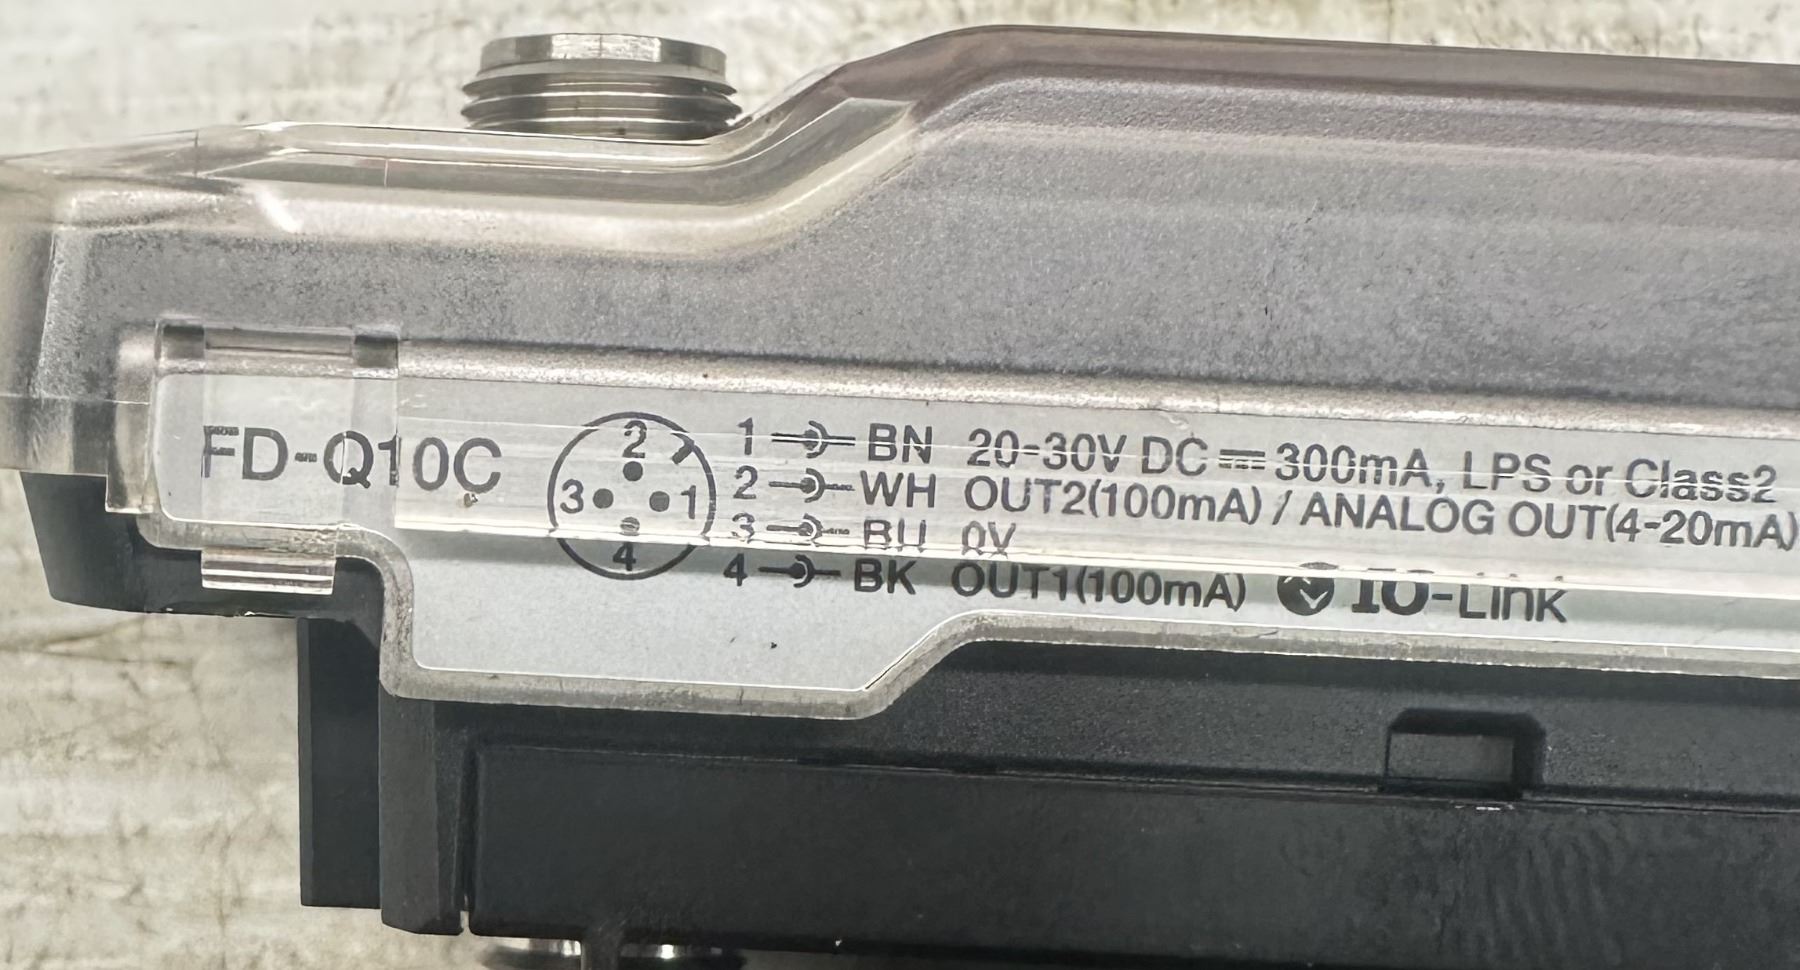 FD-Q10C
2
3 1
4
1 BN 20-30V DC 300mA, LPS or Class2
2 WH OUT2(100mA) / ANALOG OUT(4-20mA)
3 BU 0V
4 BK OUT1(100mA) IO-Link